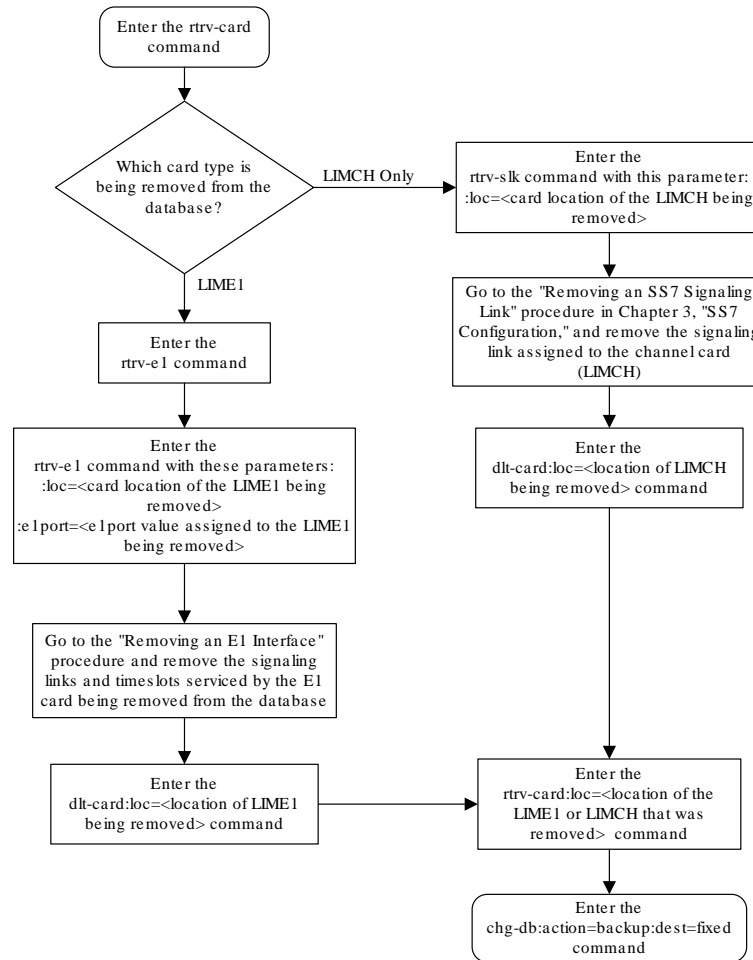 Enter the rtrv-card
command
Which card type is
being removed from the
database?
LIMCH Only
LIME1
Enter the
rtrv-e1 command
Enter the
rtrv-e1 command with these parameters:
:loc=<card location of the LIME1 being
removed>
:e1port=<e1port value assigned to the LIME1
being removed>
Go to the "Removing an E1 Interface"
procedure and remove the signaling
links and timeslots serviced by the E1
card being removed from the database
Enter the
dlt-card:loc=<location of LIME1
being removed> command
Enter the
rtrv-slk command with this parameter:
:loc=<card location of the LIMCH being
removed>
Go to the "Removing an SS7 Signaling
Link" procedure in Chapter 3, "SS7
Configuration," and remove the signaling
link assigned to the channel card
(LIMCH)
Enter the
dlt-card:loc=<location of LIMCH
being removed> command
Enter the
rtrv-card:loc=<location of the
LIME1 or LIMCH that was
removed> command
Enter the
chg-db:action=backup:dest=fixed
command